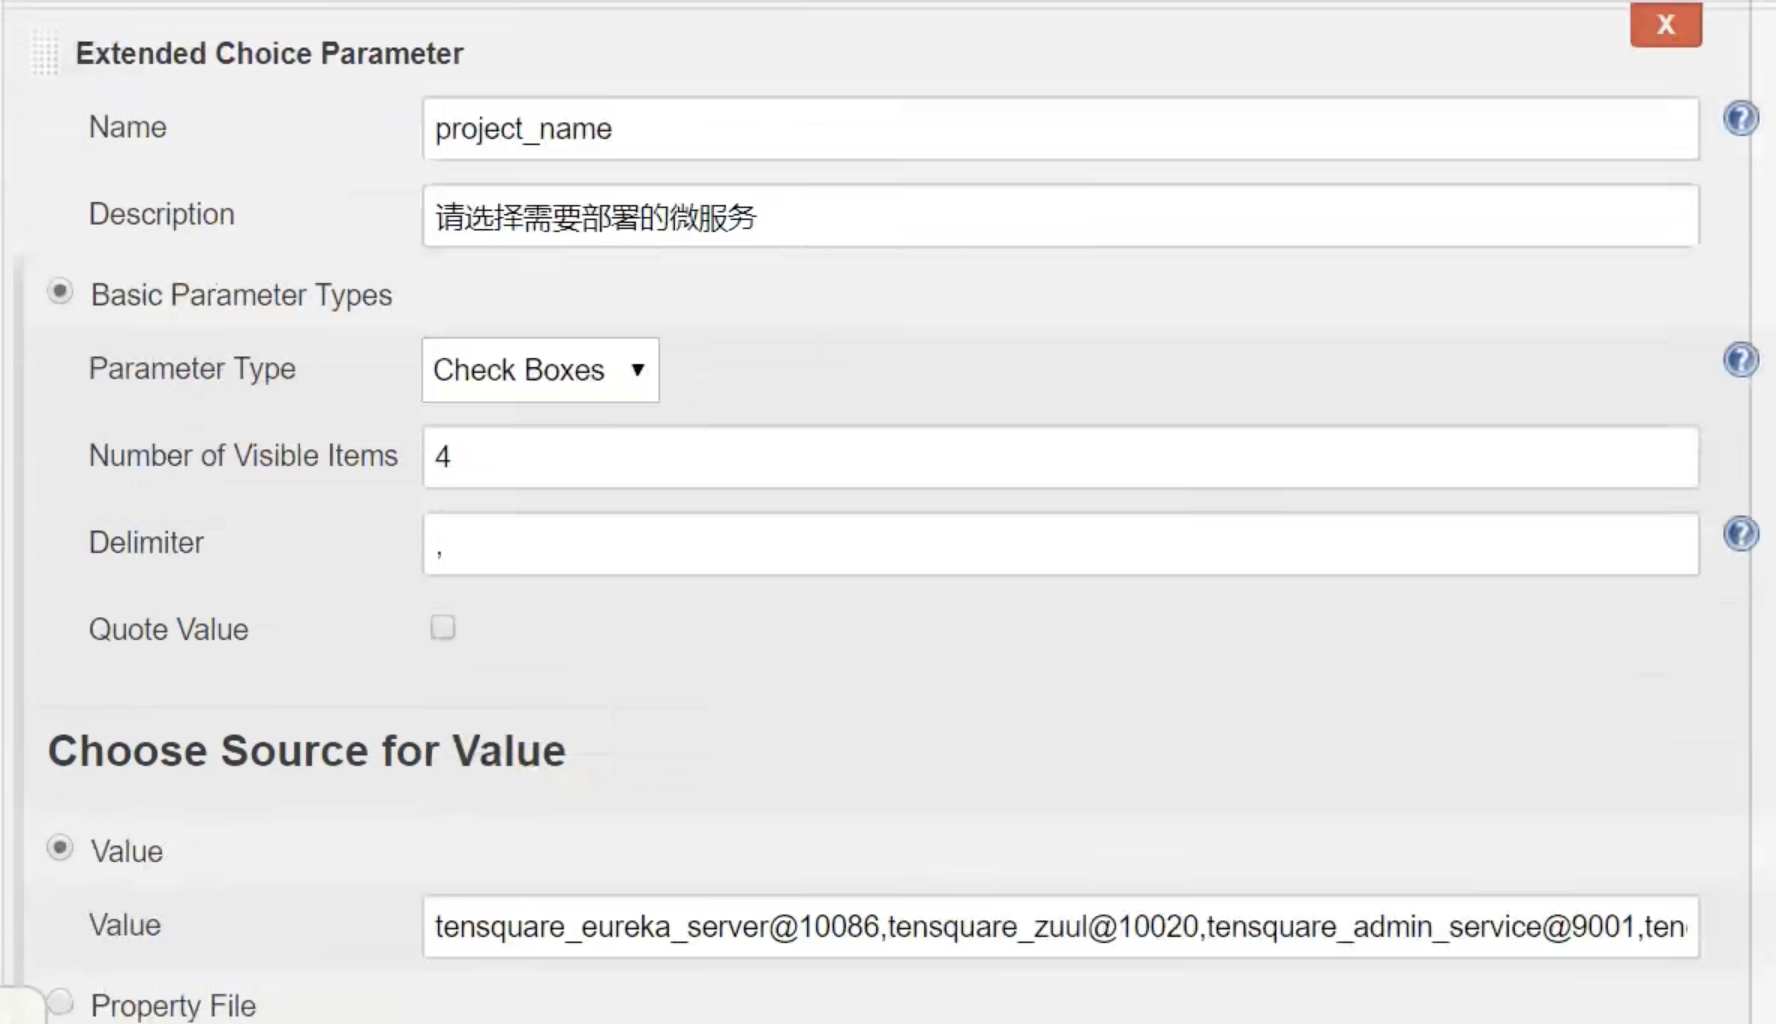 X
Extended Choice Parameter
Name project_name
Description 请选择需要部署的微服务
Basic Parameter Types
Parameter Type Check Boxes
Number of Visible Items 4
Delimiter ,
Quote Value
Choose Source for Value
Value
Value tensquare_eureka_server@10086,tensquare_zuul@10020,tensquare_admin_service@9001,ten
Property File